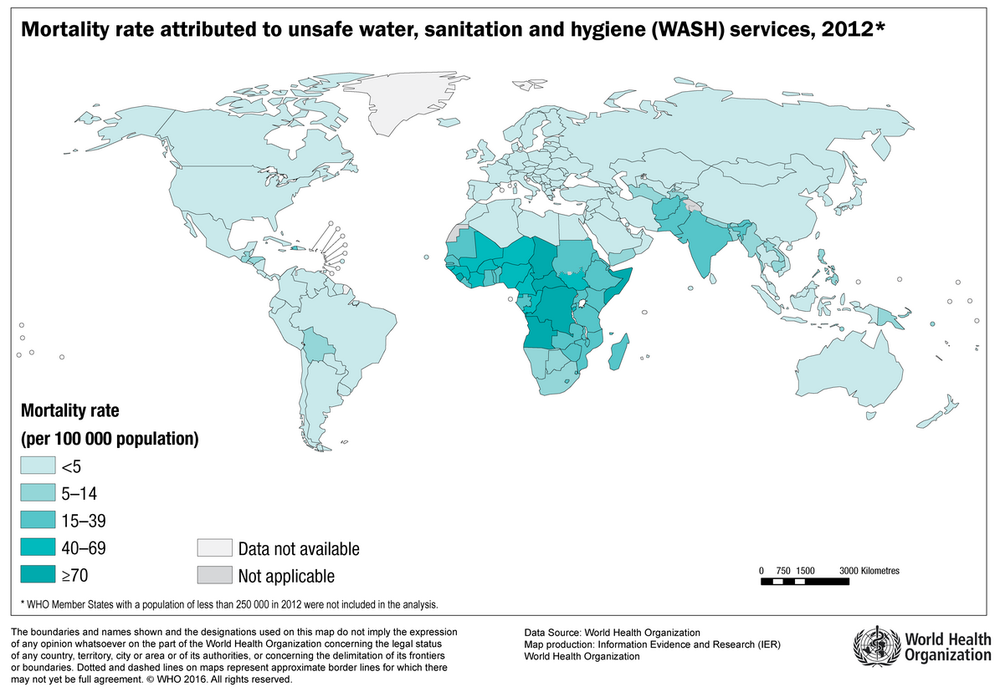 Mortality rate attributed to unsafe water, sanitation and hygiene (WASH) services, 2012*
Mortality rate
(per 100 000 population)
<5
5–14
15–39
40–69
≥70
Data not available
Not applicable
0 750 1500 3000 Kilometres
* WHO Member States with a population of less than 250 000 in 2012 were not included in the analysis.
The boundaries and names shown and the designations used on this map do not imply the expression
of any opinion whatsoever on the part of the World Health Organization concerning the legal status
of any country, territory, city or area or of its authorities, or concerning the delimitation of its frontiers
or boundaries. Dotted and dashed lines on maps represent approximate border lines for which there
may not yet be full agreement. © WHO 2016. All rights reserved.
Data Source: World Health Organization
Map production: Information Evidence and Research (IER)
World Health Organization
World Health
Organization